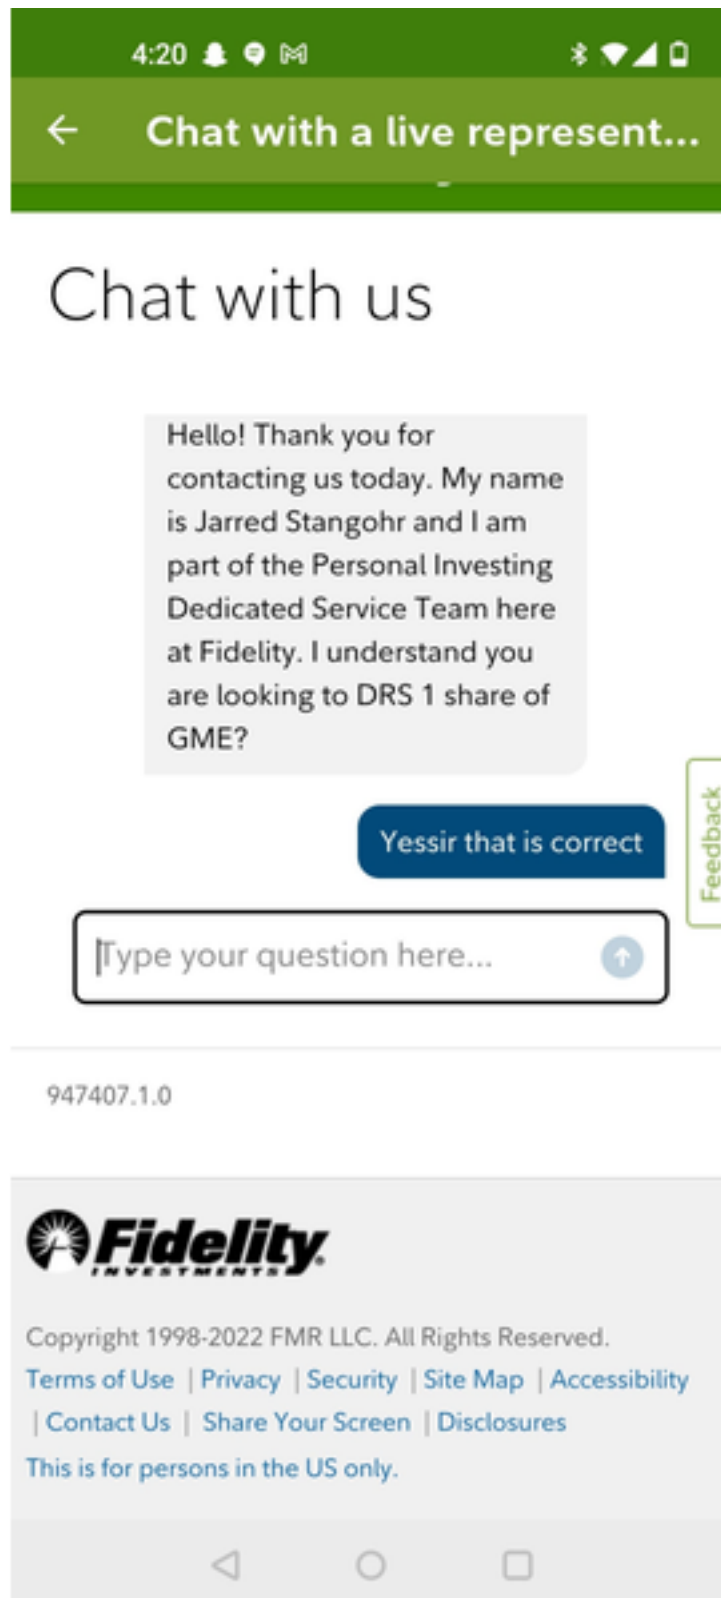 4:20
Chat with a live represent...
Chat with us
Hello! Thank you for
contacting us today. My name
is Jarred Stangohr and I am
part of the Personal Investing
Dedicated Service Team here
at Fidelity. I understand you
are looking to DRS 1 share of
GME?
Yessir that is correct
Feedback
Type your question here...
947407.1.0
Fidelity
INVESTMENTS
Copyright 1998-2022 FMR LLC. All Rights Reserved.
Terms of Use | Privacy | Security | Site Map | Accessibility
| Contact Us | Share Your Screen | Disclosures
This is for persons in the US only.